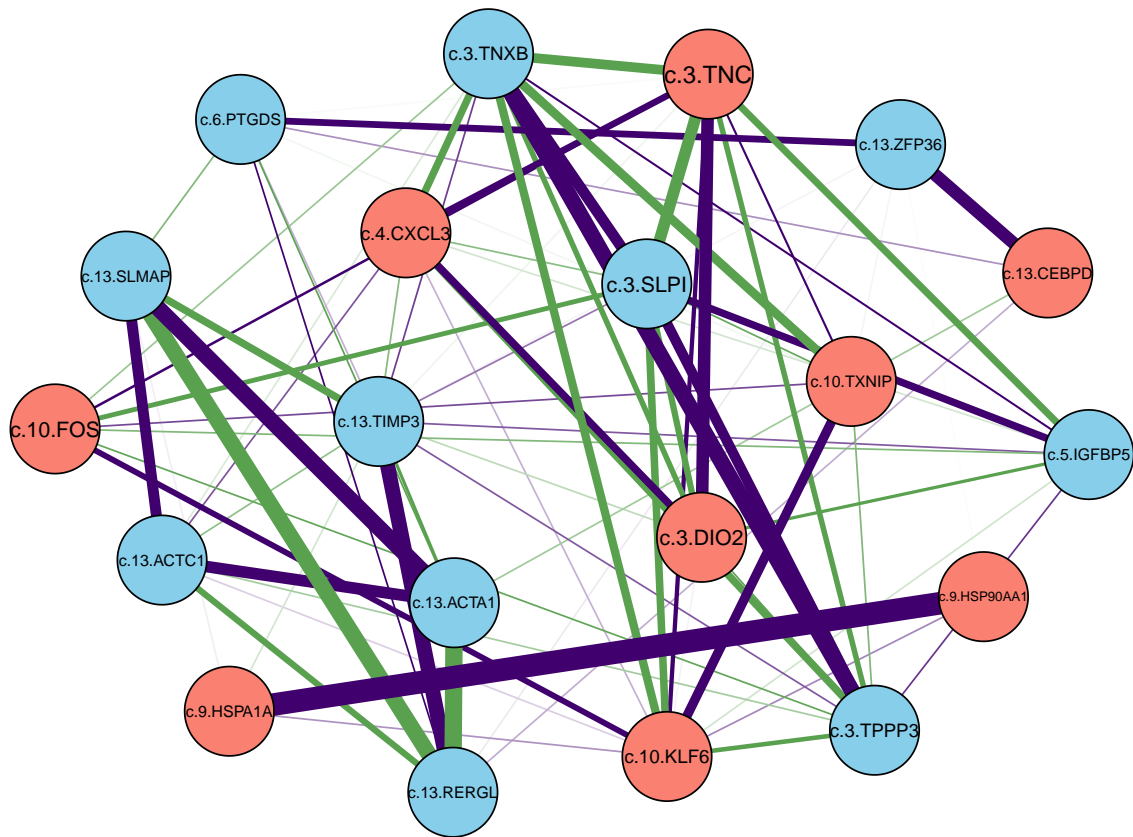 c.3.TNXB
c.3.TNC
c.6.PTGDS
c.13.ZFP36
c.4.CXCL3
c.13.CEBPD
c.13.SLMAP
c.3.SLPI
c.10.TXNIP
c.13.TIMP3
c.10.FOS
c.5.IGFBP5
c.3.DIO2
c.13.ACTC1
c.13.ACTA1
c.9.HSP90AA1
c.9.HSPA1A
c.3.TPPP3
c.10.KLF6
c.13.RERGL